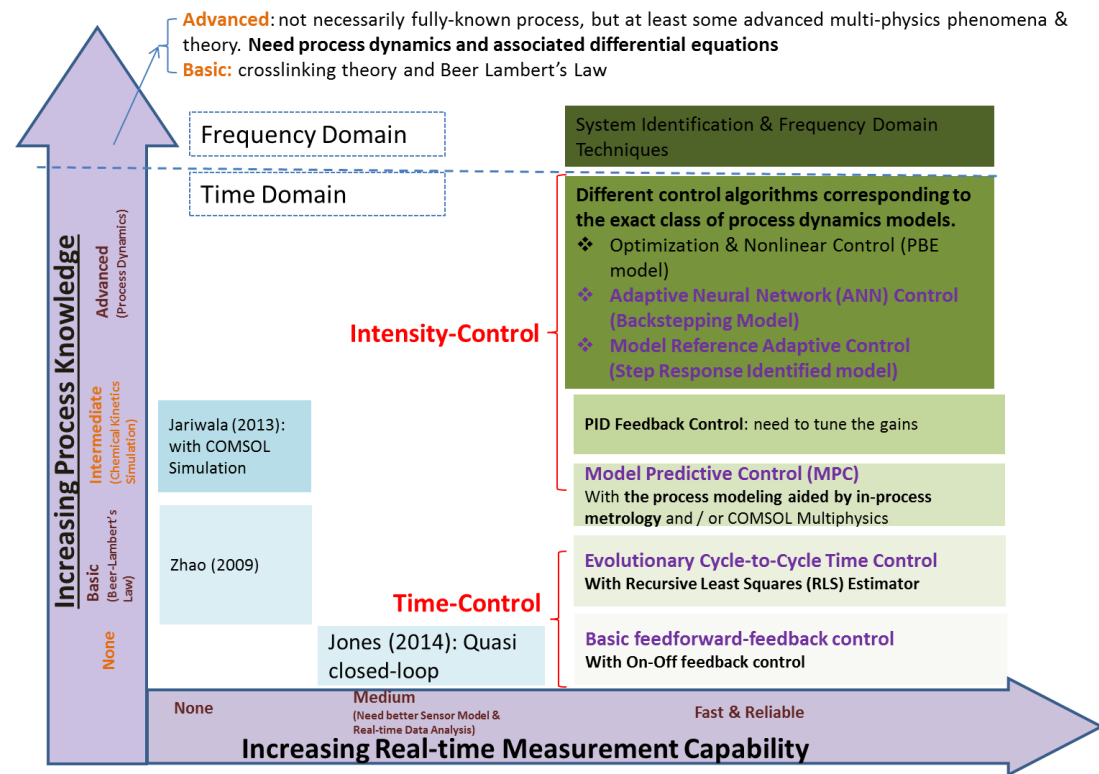 Advanced: not necessarily fully-known process, but at least some advanced multi-physics phenomena &
theory. Need process dynamics and associated differential equations
Basic: crosslinking theory and Beer Lambert's Law
Frequency Domain
System Identification & Frequency Domain
Techniques
Time Domain
Different control algorithms corresponding to
the exact class of process dynamics models.
❖ Optimization & Nonlinear Control (PBE
model)
❖ Adaptive Neural Network (ANN) Control
(Backstepping Model)
❖ Model Reference Adaptive Control
(Step Response Identified model)
Intensity-Control
Increasing Process Knowledge
Advanced
(Process Dynamics)
Intermediate
(Chemical Kinetics
Simulation)
Basic
(Beer-Lambert's
Law)
None
Jariwala (2013):
with COMSOL
Simulation
PID Feedback Control: need to tune the gains
Model Predictive Control (MPC)
With the process modeling aided by in-process
metrology and / or COMSOL Multiphysics
Zhao (2009)
Evolutionary Cycle-to-Cycle Time Control
With Recursive Least Squares (RLS) Estimator
Time-Control
Jones (2014): Quasi
closed-loop
Basic feedforward-feedback control
With On-Off feedback control
None
Medium
(Need better Sensor Model &
Real-time Data Analysis)
Fast & Reliable
Increasing Real-time Measurement Capability